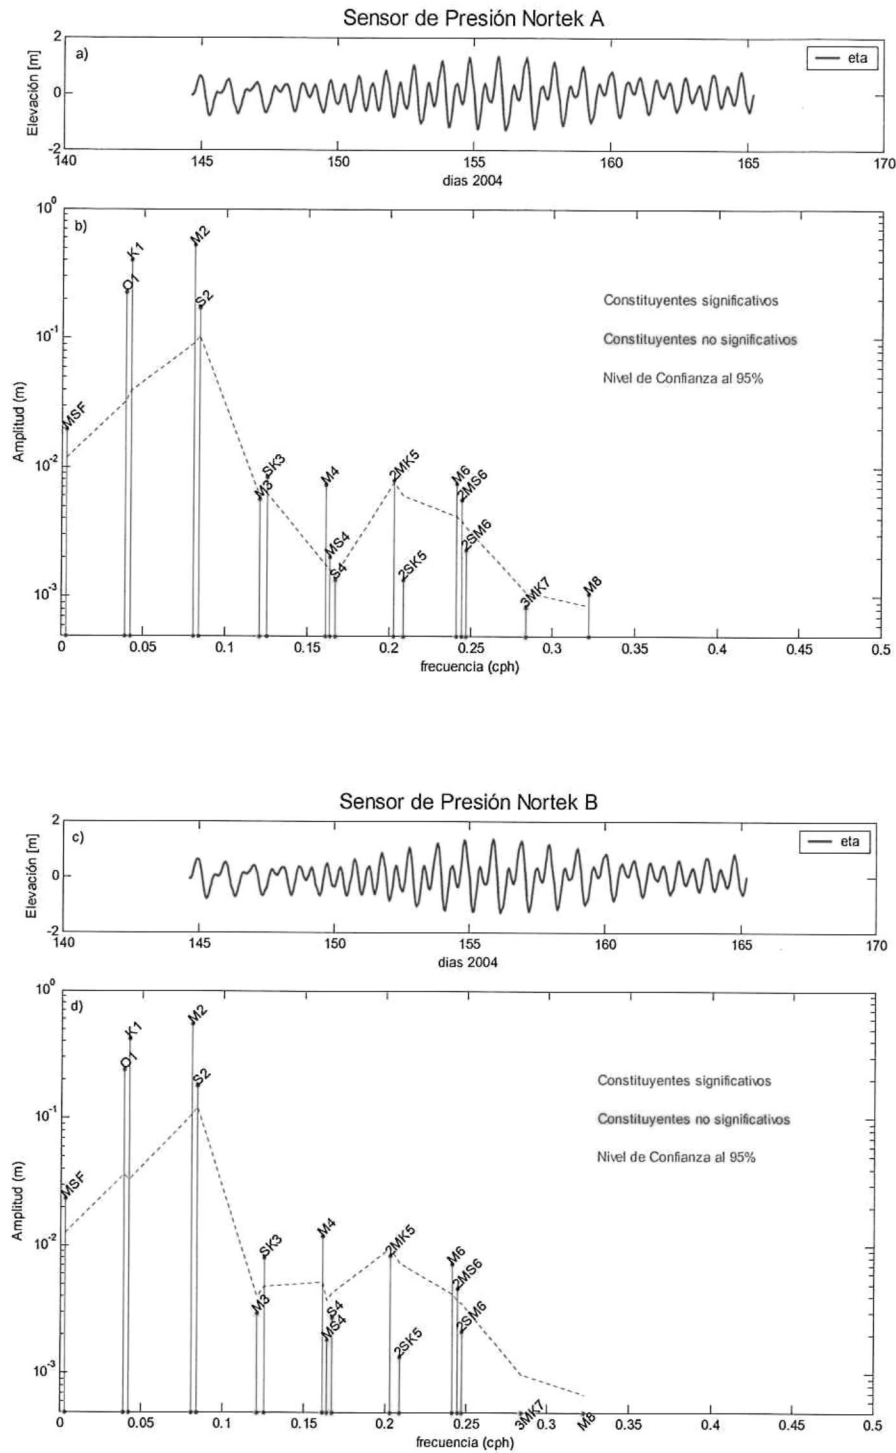 Sensor de Presión Nortek A
a)
eta
Elevación [m]
2
0
-2
140
145
150
155
160
165
170
dias 2004
b)
Amplitud (m)
10^0
10^-1
10^-2
10^-3
MSF
O1
K1
M2
S2
M3
SK3
M4
MS4
S4
2MK5
2SK5
M6
2MS6
2SM6
3MK7
M8
Constituyentes significativos
Constituyentes no significativos
Nivel de Confianza al 95%
0
0.05
0.1
0.15
0.2
0.25
0.3
0.35
0.4
0.45
0.5
frecuencia (cph)
Sensor de Presión Nortek B
c)
eta
Elevación [m]
2
0
-2
140
145
150
155
160
165
170
dias 2004
d)
Amplitud (m)
10^0
10^-1
10^-2
10^-3
MSF
O1
K1
M2
S2
M3
SK3
M4
MS4
S4
2MK5
2SK5
M6
2MS6
2SM6
3MK7
M8
Constituyentes significativos
Constituyentes no significativos
Nivel de Confianza al 95%
0
0.05
0.1
0.15
0.2
0.25
0.3
0.35
0.4
0.45
0.5
frecuencia (cph)